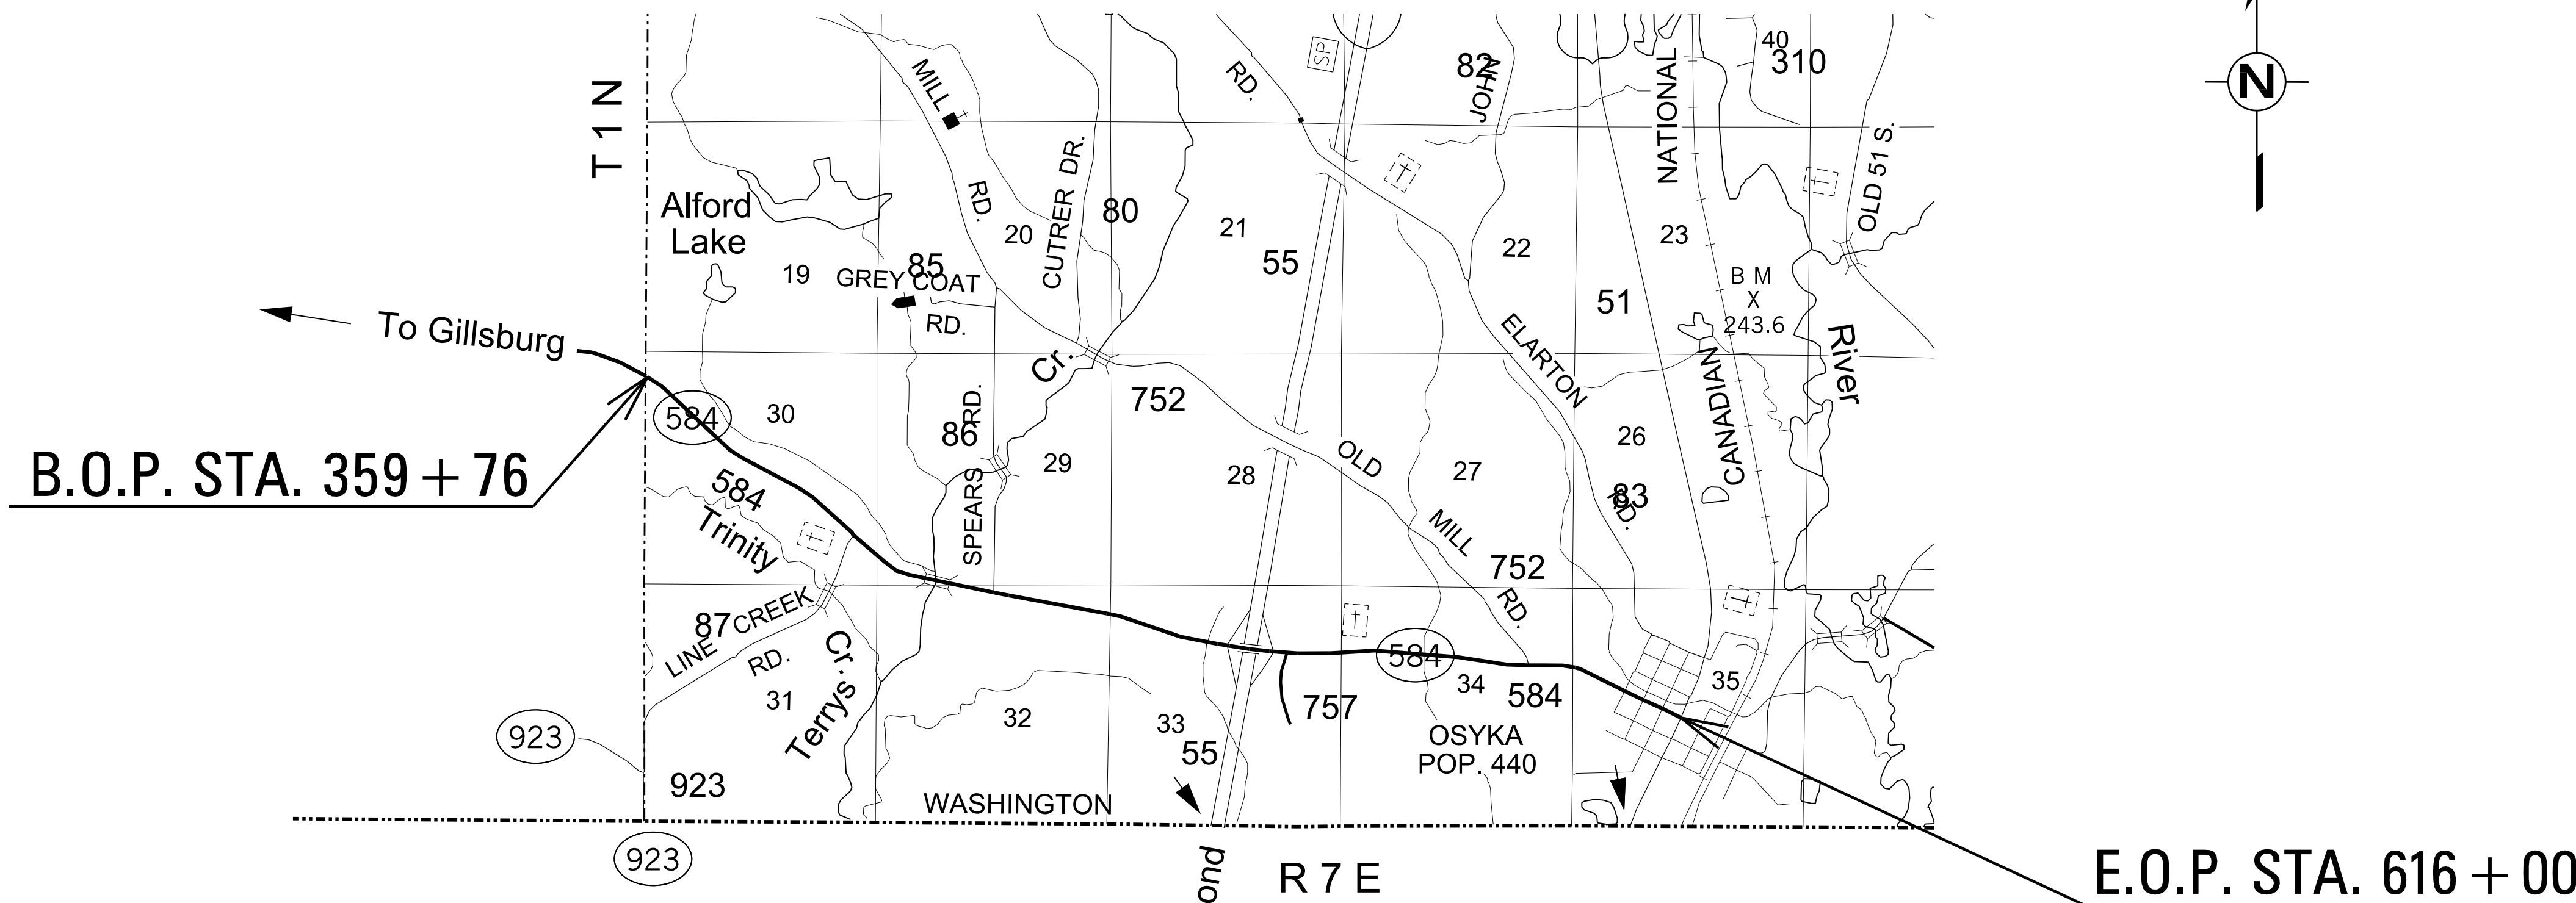 T 1 N
MILL
RD.
CUTRER DR.
80
20
RD.
SP
82
JOHN
NATIONAL
40
310
N
OLD 51 S.
Alford
Lake
19
85
GREY COAT
RD.
21
55
22
23
51
B M
X
243.6
River
To Gillsburg
B.O.P. STA. 359 + 76
584
30
584
Trinity
Cr.
86
SPEARS RD.
29
Cr.
752
28
OLD
MILL
RD.
27
752
ELARTON
RD.
26
83
CANADIAN
87
LINE CREEK
RD.
31
Terrys
32
33
55
757
584
34
584
35
OSYKA
POP. 440
923
923
WASHINGTON
923
ond
R 7 E
E.O.P. STA. 616 + 00